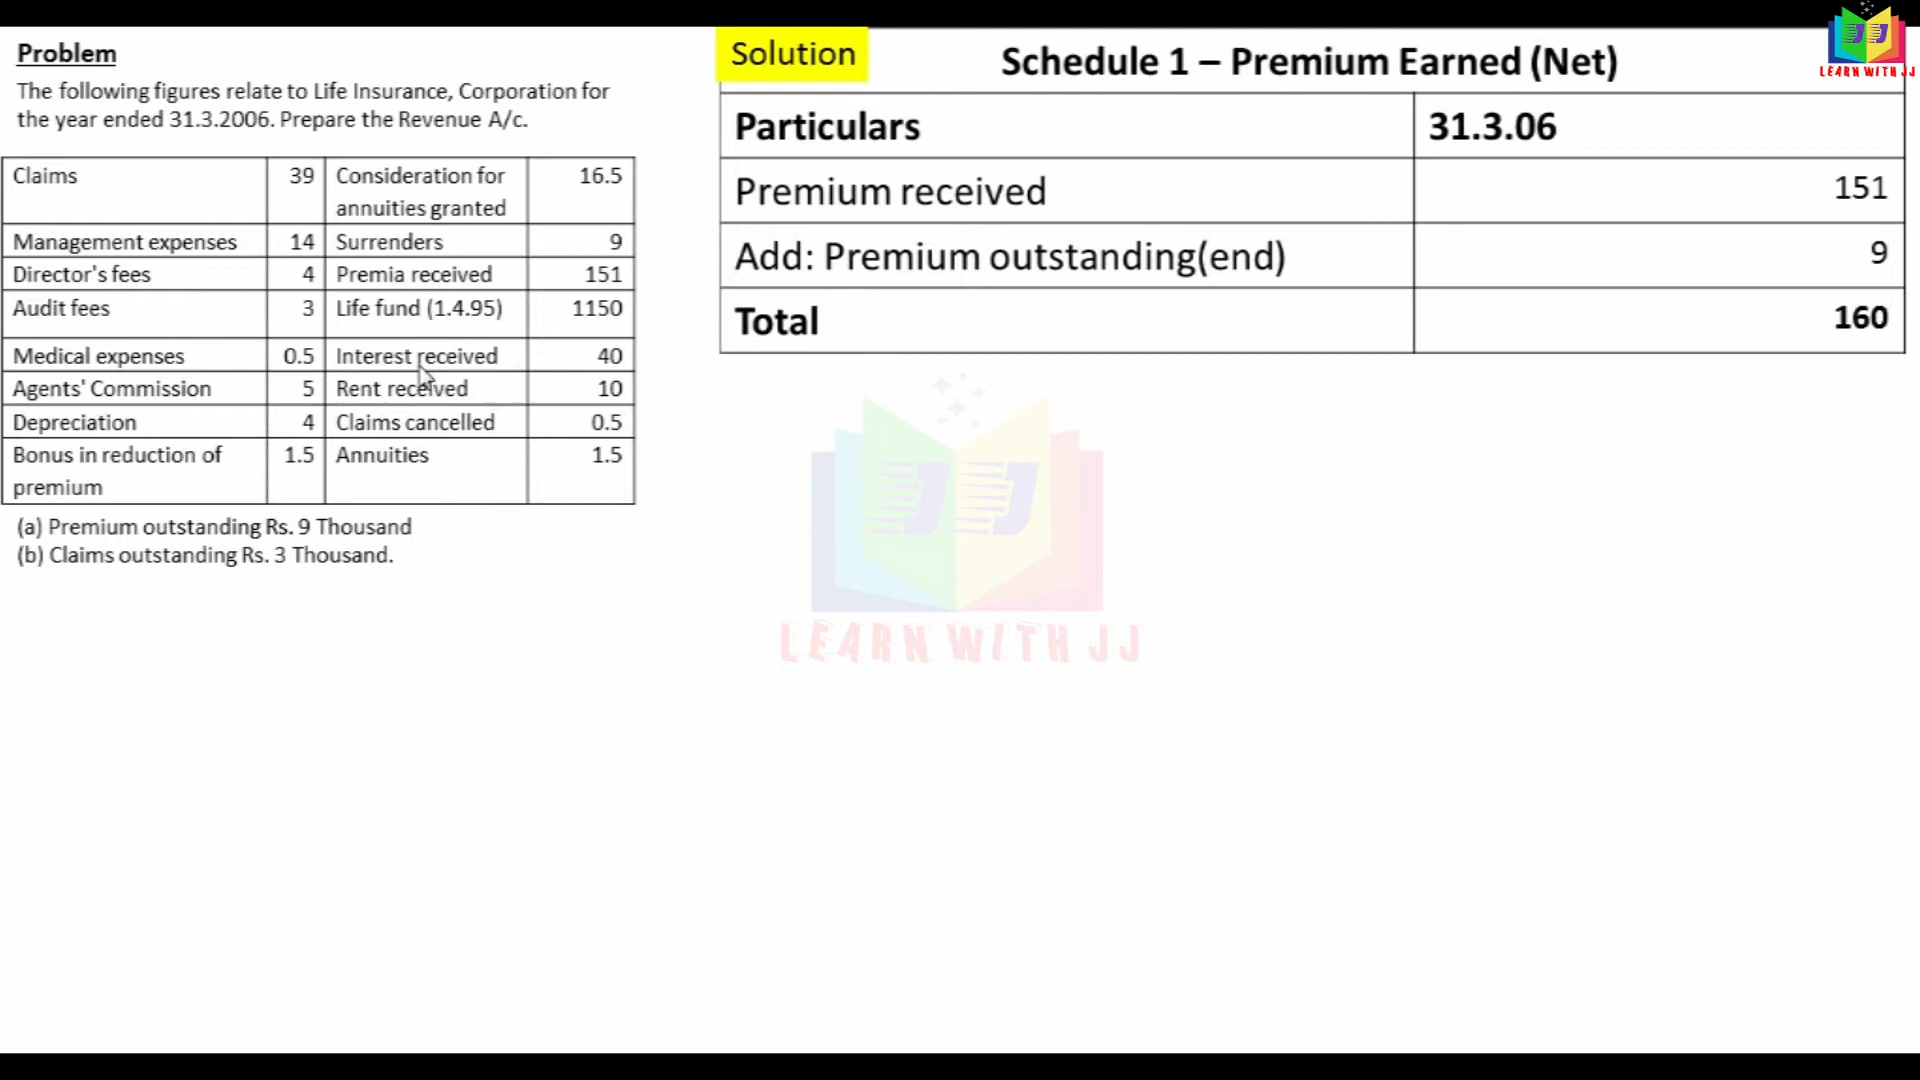 Problem
The following figures relate to Life Insurance, Corporation for
the year ended 31.3.2006. Prepare the Revenue A/c.
Claims 39 Consideration for 16.5
annuities granted
Management expenses 14 Surrenders 9
Director's fees 4 Premia received 151
Audit fees 3 Life fund (1.4.95) 1150
Medical expenses 0.5 Interest received 40
Agents' Commission 5 Rent received 10
Depreciation 4 Claims cancelled 0.5
Bonus in reduction of 1.5 Annuities 1.5
premium
(a) Premium outstanding Rs. 9 Thousand
(b) Claims outstanding Rs. 3 Thousand.
Solution
Schedule 1 – Premium Earned (Net)
Particulars 31.3.06
Premium received 151
Add: Premium outstanding(end) 9
Total 160
JJ
LEARN WITH JJ
JJ
LEARN WITH JJ